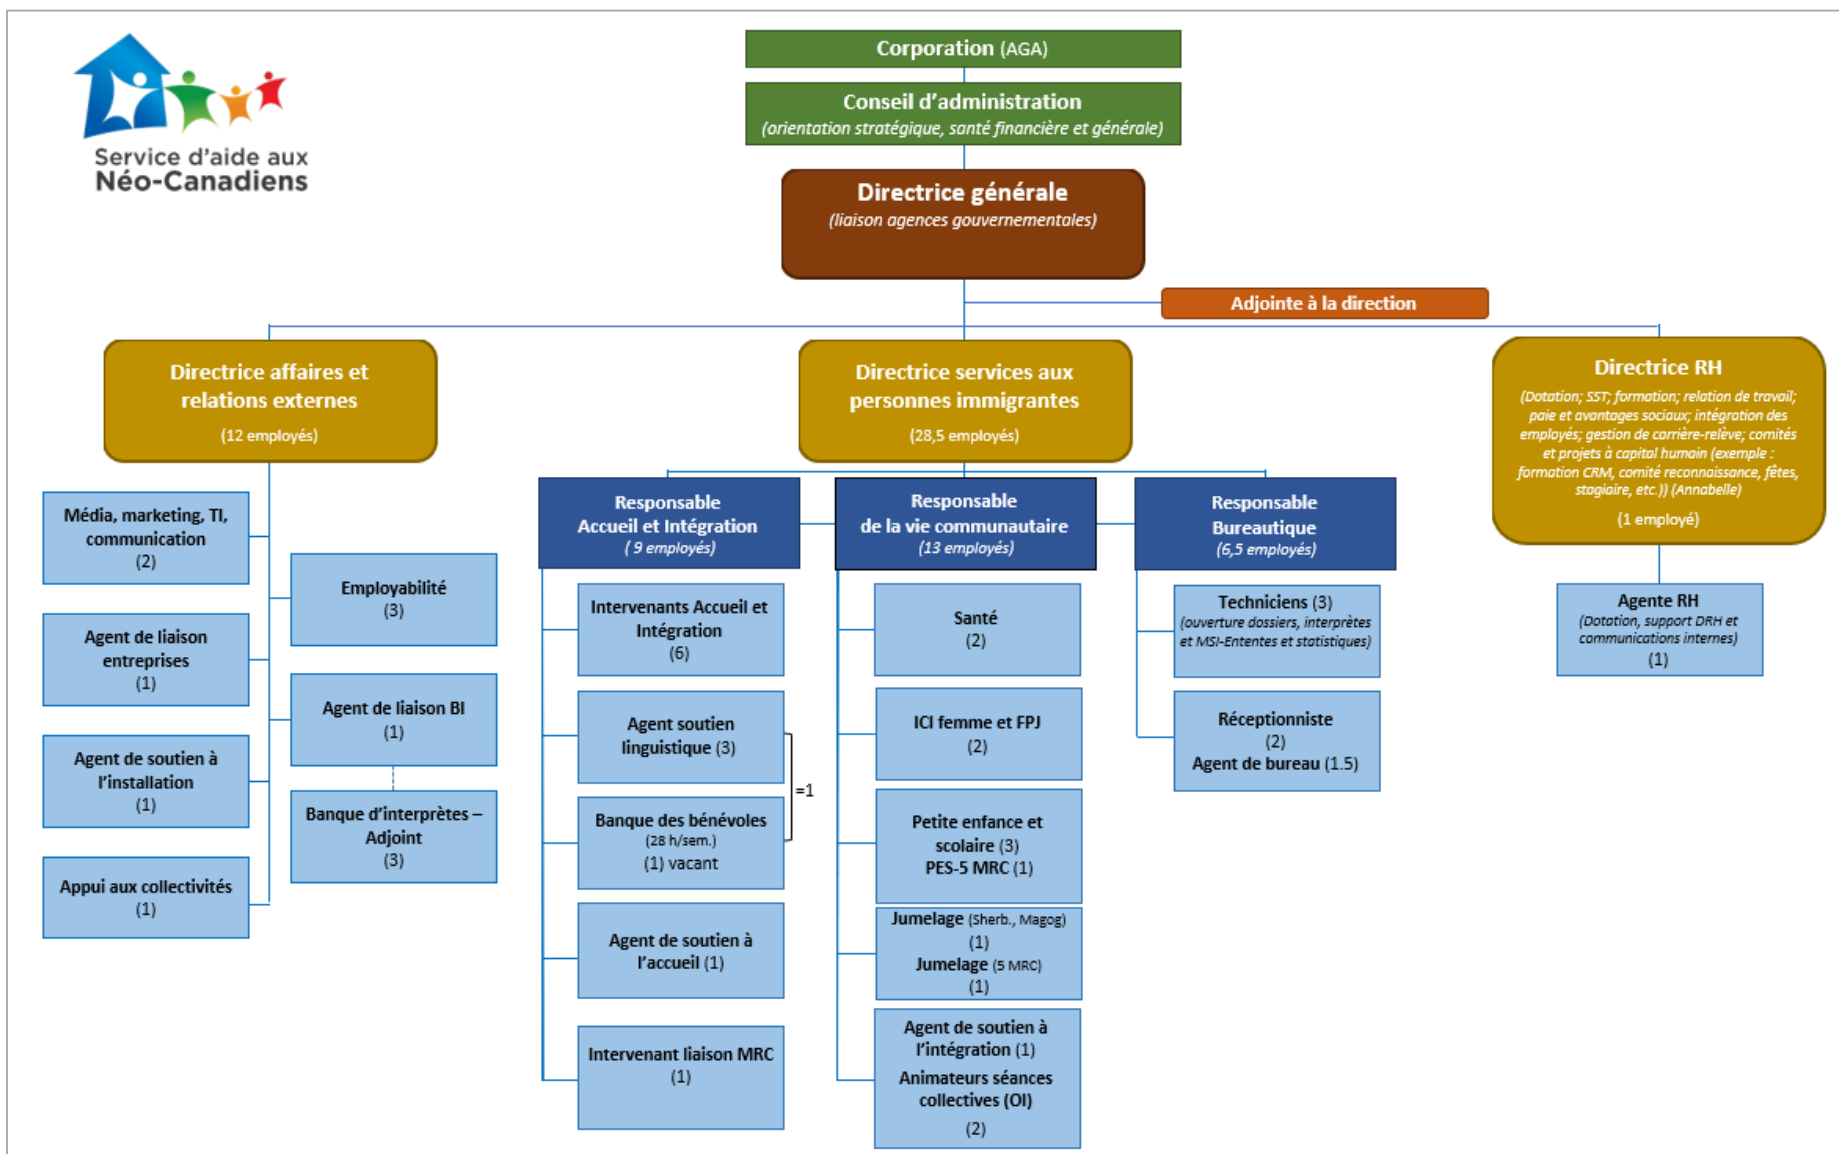 Service d'aide aux
Néo-Canadiens
Corporation (AGA)
Conseil d'administration
(orientation stratégique, santé financière et générale)
Directrice générale
(liaison agences gouvernementales)
Adjointe à la direction
Directrice affaires et
relations externes
(12 employés)
Média, marketing, TI,
communication
(2)
Employabilité
(3)
Agent de liaison
entreprises
(1)
Agent de liaison BI
(1)
Agent de soutien à
l'installation
(1)
Banque d'interprètes –
Adjoint
(3)
Appui aux collectivités
(1)
Directrice services aux
personnes immigrantes
(28,5 employés)
Responsable
Accueil et Intégration
( 9 employés)
Intervenants Accueil et
Intégration
(6)
Agent soutien
linguistique (3)
=1
Banque des bénévoles
(28 h/sem.)
(1) vacant
Agent de soutien à
l'accueil (1)
Intervenant liaison MRC
(1)
Responsable
de la vie communautaire
(13 employés)
Santé
(2)
ICI femme et FPJ
(2)
Petite enfance et
scolaire (3)
PES-5 MRC (1)
Jumelage (Sherb., Magog)
(1)
Jumelage (5 MRC)
(1)
Agent de soutien à
l'intégration (1)
Animateurs séances
collectives (OI)
(2)
Responsable
Bureautique
(6,5 employés)
Techniciens (3)
(ouverture dossiers, interprètes
et MSI-Ententes et statistiques)
Réceptionniste
(2)
Agent de bureau (1.5)
Directrice RH
(Dotation; SST; formation; relation de travail;
paie et avantages sociaux; intégration des
employés; gestion de carrière-relève; comités
et projets à capital humain (exemple :
formation CRM, comité reconnaissance, fêtes,
stagiaire, etc.)) (Annabelle)
(1 employé)
Agente RH
(Dotation, support DRH et
communications internes)
(1)